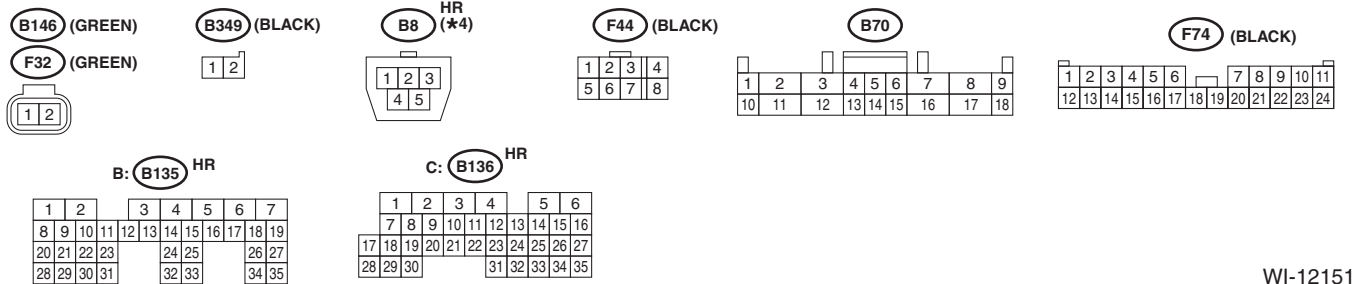 B146 (GREEN)
F32 (GREEN)
1 2
B349 (BLACK)
1 2
B8 HR (★4)
1 2 3
4 5
F44 (BLACK)
1 2 3 4
5 6 7 8
B70
1 2 3 4 5 6 7 8 9
10 11 12 13 14 15 16 17 18
F74 (BLACK)
1 2 3 4 5 6 7 8 9 10 11
12 13 14 15 16 17 18 19 20 21 22 23 24
B: B135 HR
1 2 3 4 5 6 7
8 9 10 11 12 13 14 15 16 17 18 19
20 21 22 23 24 25 26 27
28 29 30 31 32 33 34 35
C: B136 HR
1 2 3 4 5 6
7 8 9 10 11 12 13 14 15 16
17 18 19 20 21 22 23 24 25 26 27
28 29 30 31 32 33 34 35
WI-12151